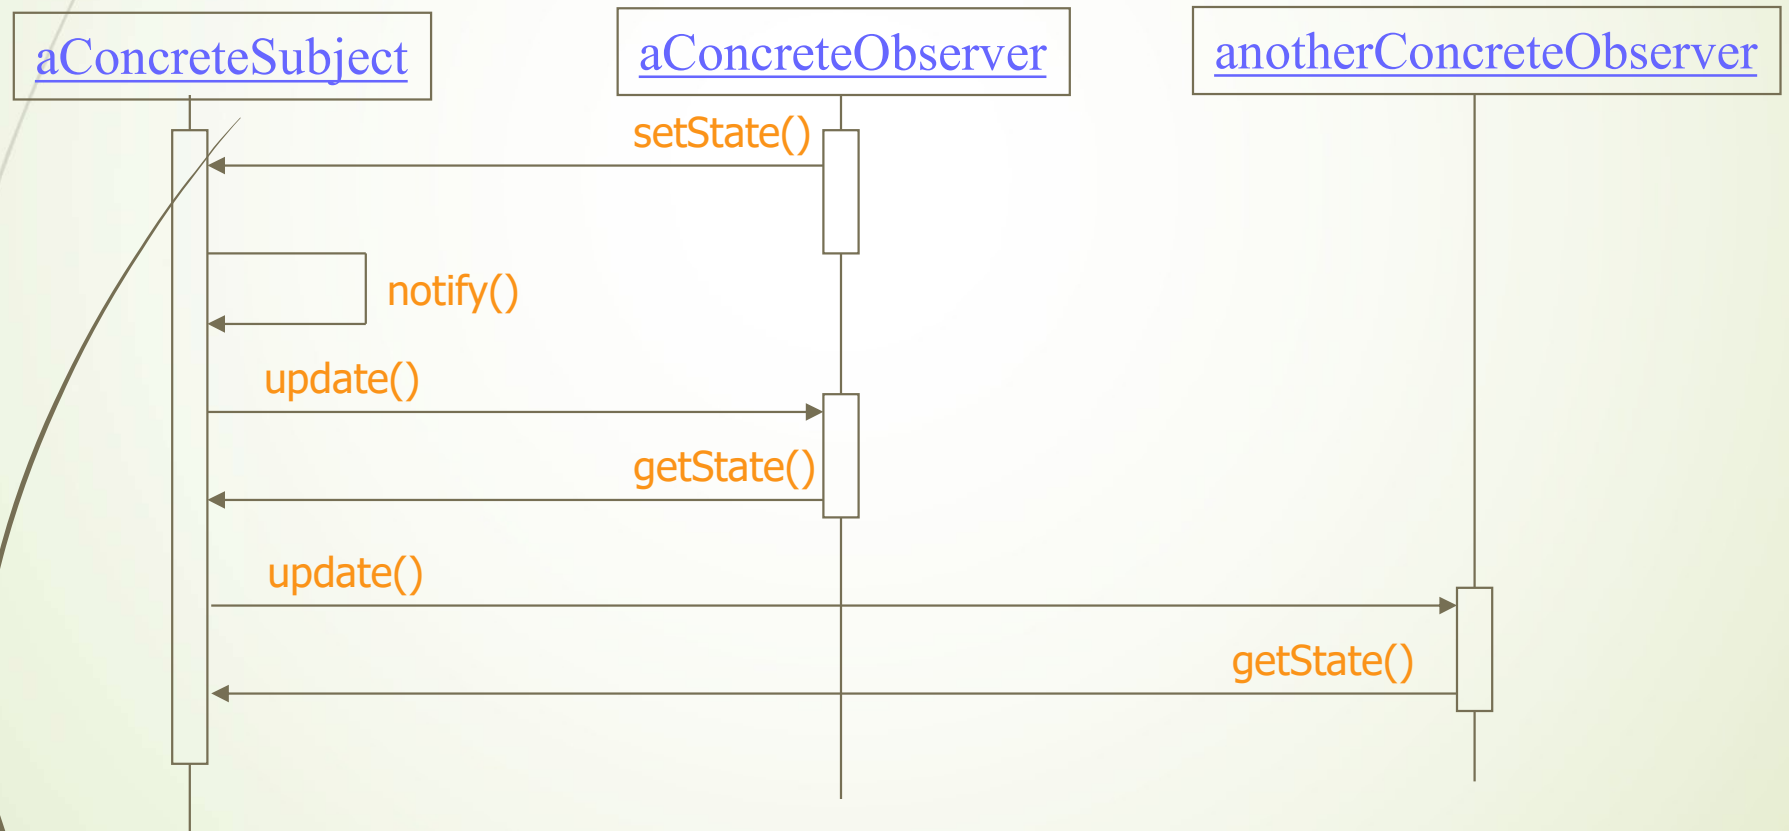 aConcreteSubject
aConcreteObserver
anotherConcreteObserver
setState()
notify()
update()
getState()
update()
getState()